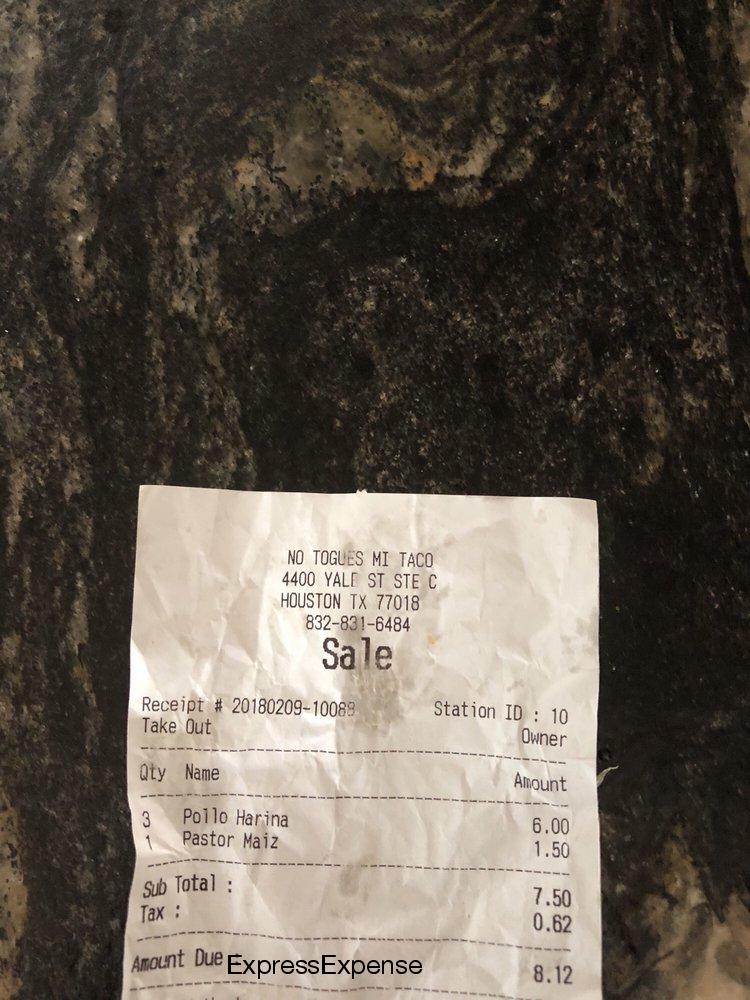 NO TOGUES MI TACO
4400 YALE ST STE C
HOUSTON TX 77018
832-831-6484
Sale
Receipt # 20180209-10088 Station ID : 10
Take Out Owner
Qty Name Amount
3 Pollo Harina 6.00
1 Pastor Maiz 1.50
Sub Total : 7.50
Tax : 0.62
Amount Due 8.12
ExpressExpense